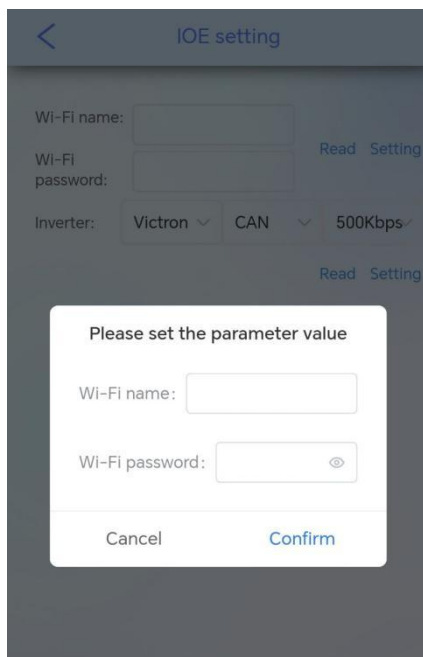 IOE setting
Wi-Fi name:
Wi-Fi
password:
Read Setting
Inverter: Victron CAN 500Kbps
Read Setting
Please set the parameter value
Wi-Fi name:
Wi-Fi password:
Cancel Confirm